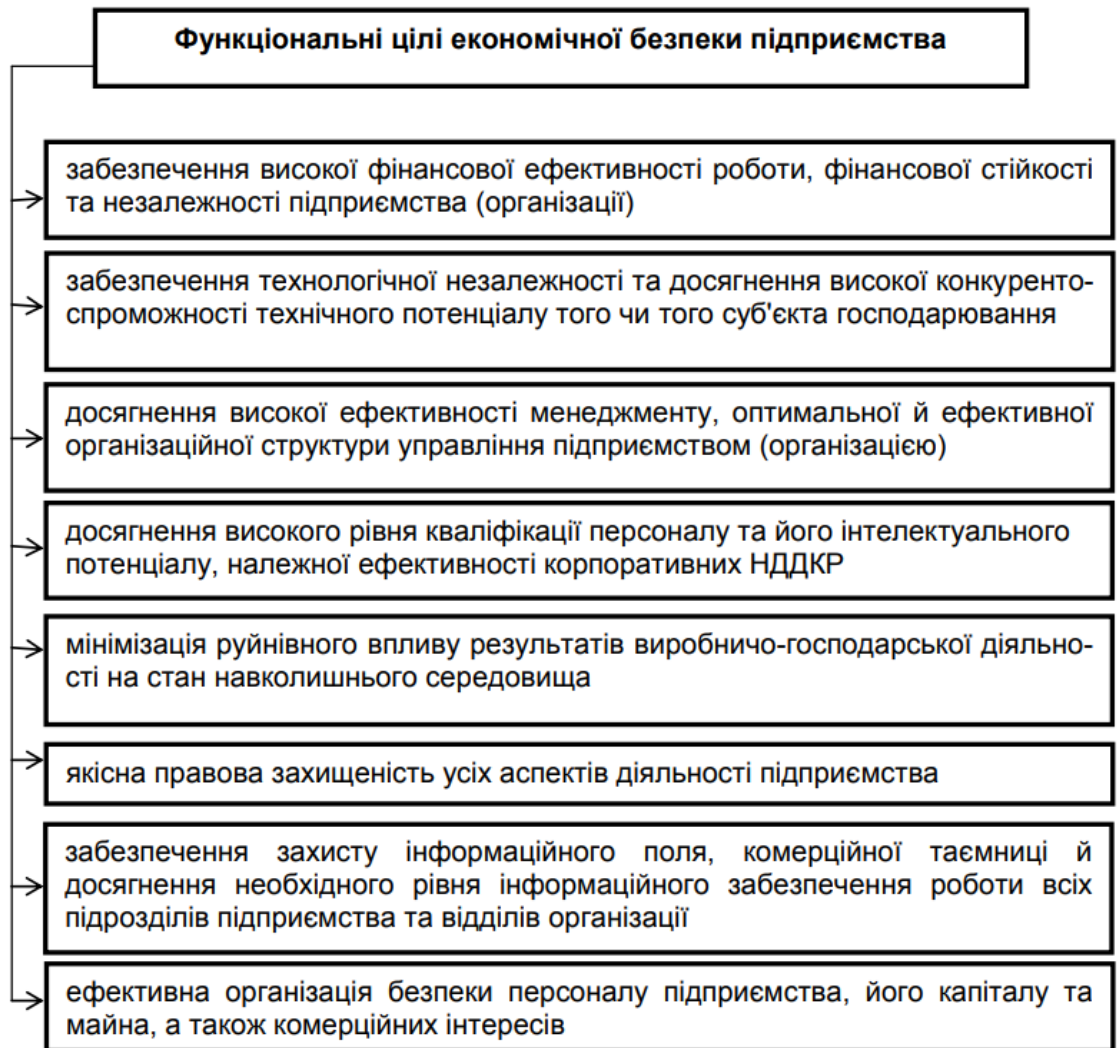 Функціональні цілі економічної безпеки підприємства
забезпечення високої фінансової ефективності роботи, фінансової стійкості
та незалежності підприємства (організації)
забезпечення технологічної незалежності та досягнення високої конкуренто-
спроможності технічного потенціалу того чи того суб'єкта господарювання
досягнення високої ефективності менеджменту, оптимальної й ефективної
організаційної структури управління підприємством (організацією)
досягнення високого рівня кваліфікації персоналу та його інтелектуального
потенціалу, належної ефективності корпоративних НДДКР
мінімізація руйнівного впливу результатів виробничо-господарської діяльно-
сті на стан навколишнього середовища
якісна правова захищеність усіх аспектів діяльності підприємства
забезпечення захисту інформаційного поля, комерційної таємниці й
досягнення необхідного рівня інформаційного забезпечення роботи всіх
підрозділів підприємства та відділів організації
ефективна організація безпеки персоналу підприємства, його капіталу та
майна, а також комерційних інтересів